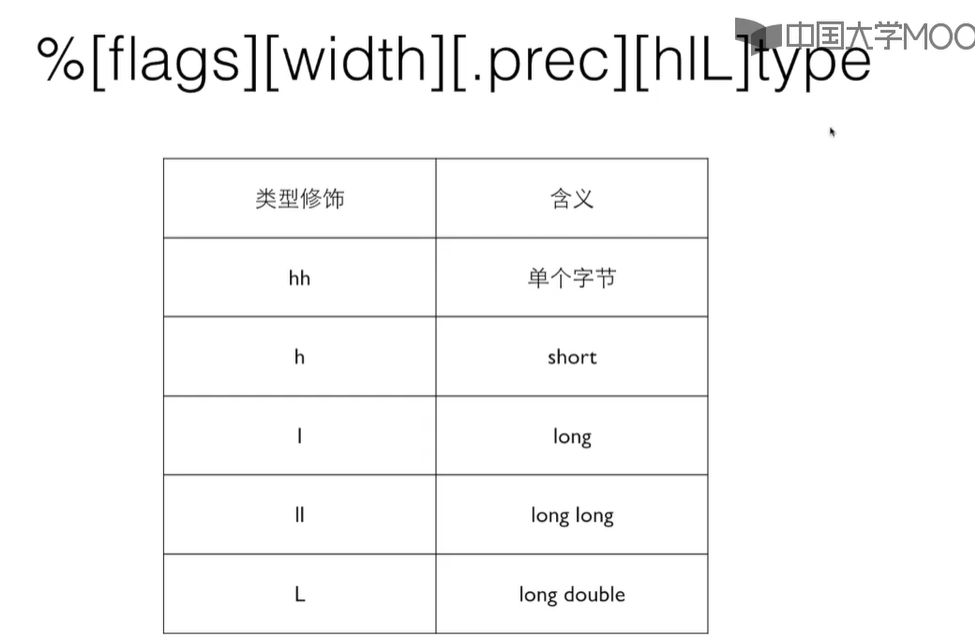 %[flags][width][.prec][hlL]type
中国大学MOO
类型修饰 含义
hh 单个字节
h short
l long
ll long long
L long double